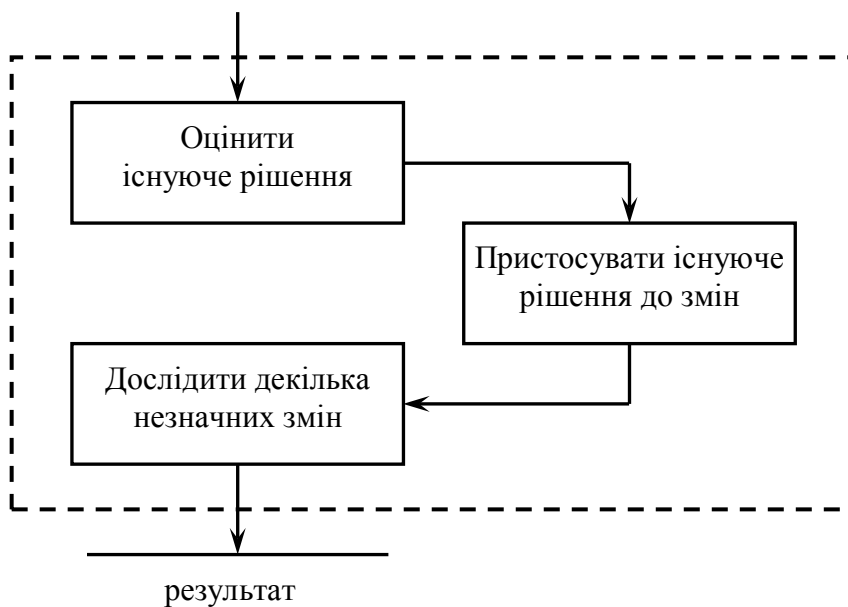 Оцінити
існуюче рішення
Пристосувати існуюче
рішення до змін
Дослідити декілька
незначних змін
результат